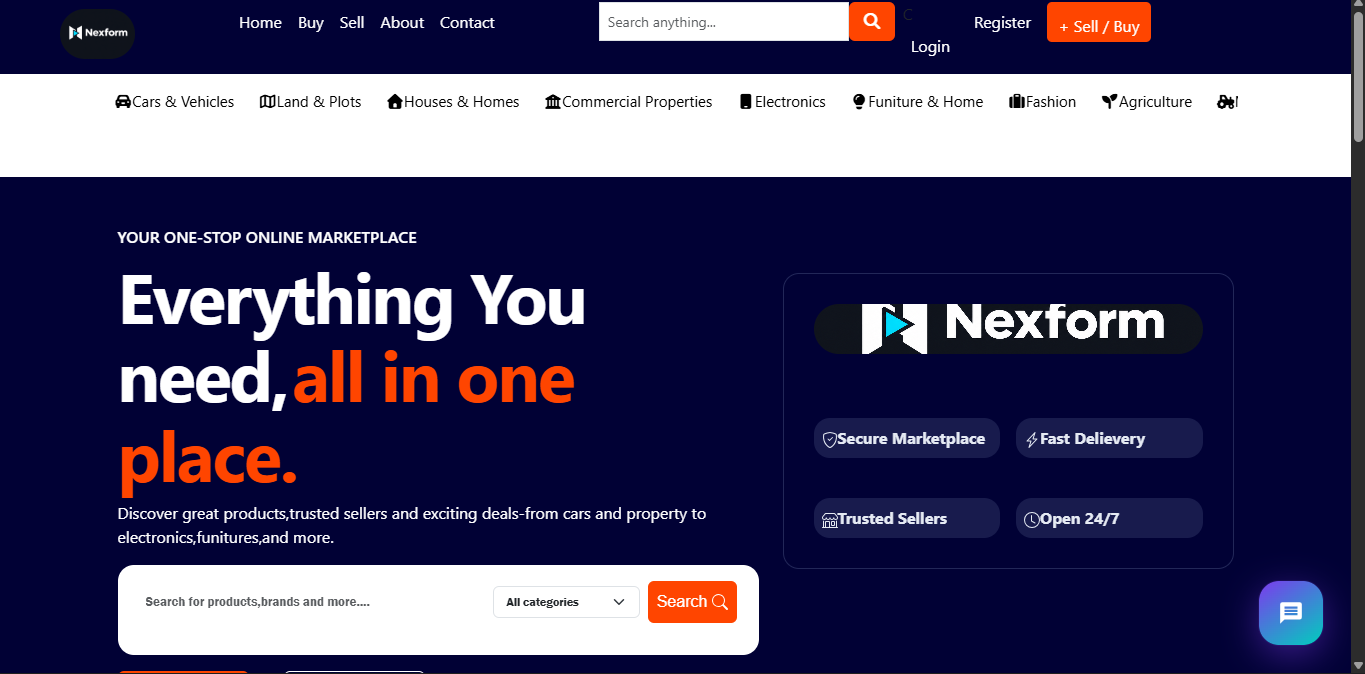 Nexform
Home Buy Sell About Contact
Search anything...
C
Login
Register
+ Sell / Buy
Cars & Vehicles Land & Plots Houses & Homes Commercial Properties Electronics Funiture & Home Fashion Agriculture
YOUR ONE-STOP ONLINE MARKETPLACE
Everything You
need,all in one
place.
Discover great products,trusted sellers and exciting deals-from cars and property to
electronics,funitures,and more.
Search for products,brands and more....
All categories
Search
Nexform
Secure Marketplace
Fast Delievery
Trusted Sellers
Open 24/7